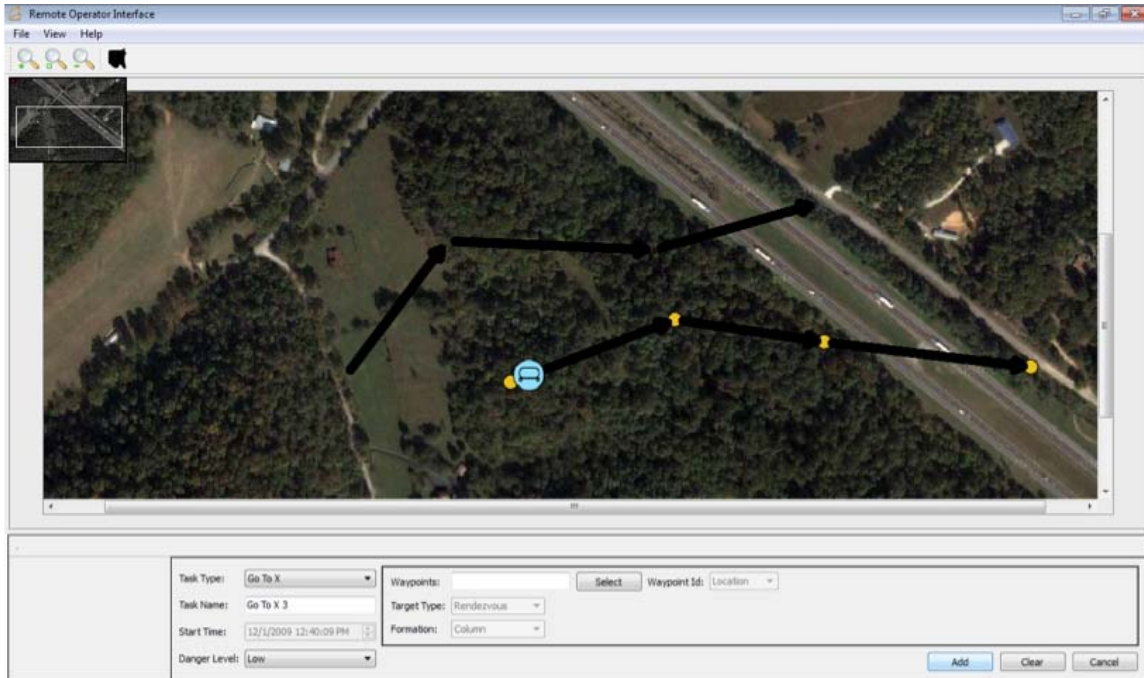 Remote Operator Interface
File View Help
Task Type: Go To X
Waypoints: Select Waypoint Id: Location
Task Name: Go To X 3
Target Type: Rendezvous
Start Time: 12/1/2009 12:40:09 PM
Formation: Column
Danger Level: Low
Add Clear Cancel